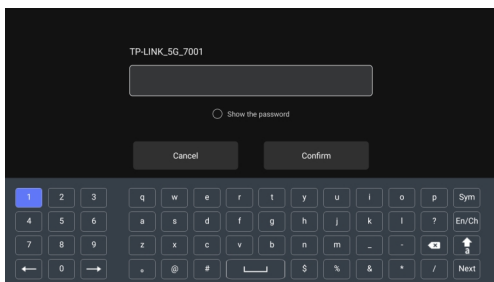 TP-LINK_5G_7001
Show the password
Cancel Confirm
1 2 3 q w e r t y u i o p Sym
4 5 6 a s d f g h j k l ? En/Ch
7 8 9 z x c v b n m _ - a
0 @ # $ % & * / Next